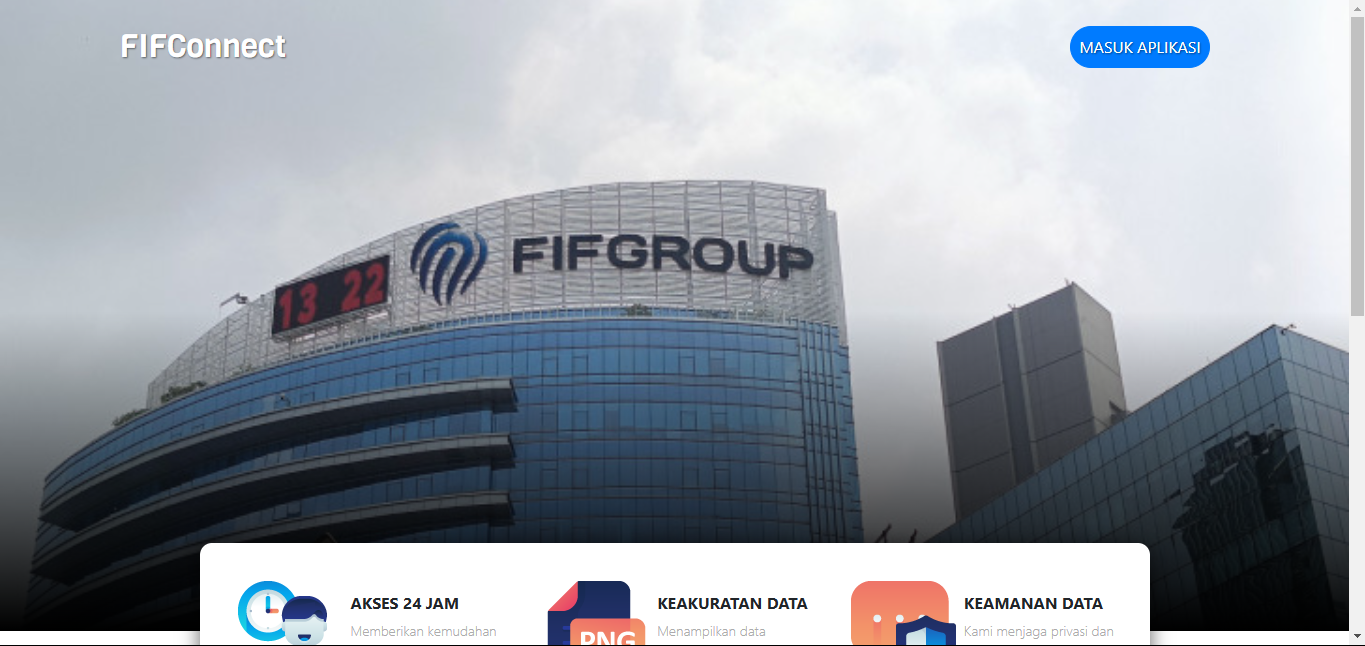 FIFConnect
MASUK APLIKASI
FIFGROUP
13 22
AKSES 24 JAM
Memberikan kemudahan
PNG
KEAKURATAN DATA
Menampilkan data
KEAMANAN DATA
Kami menjaga privasi dan